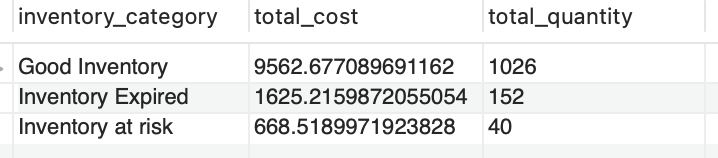 inventory_category total_cost total_quantity
Good Inventory 9562.677089691162 1026
Inventory Expired 1625.2159872055054 152
Inventory at risk 668.5189971923828 40